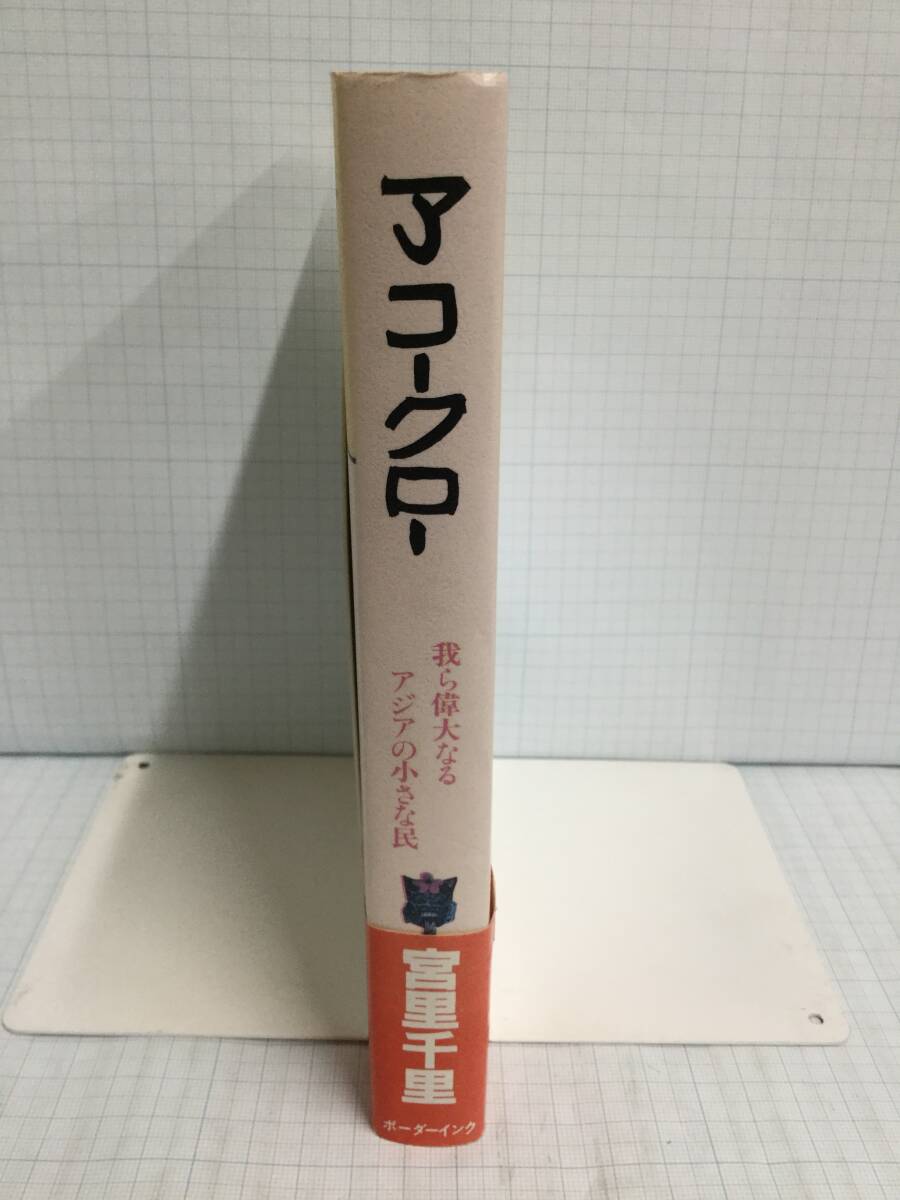 アコークロー
我ら偉大なる
アジアの小さな民
宮里千里
ボーダーインク